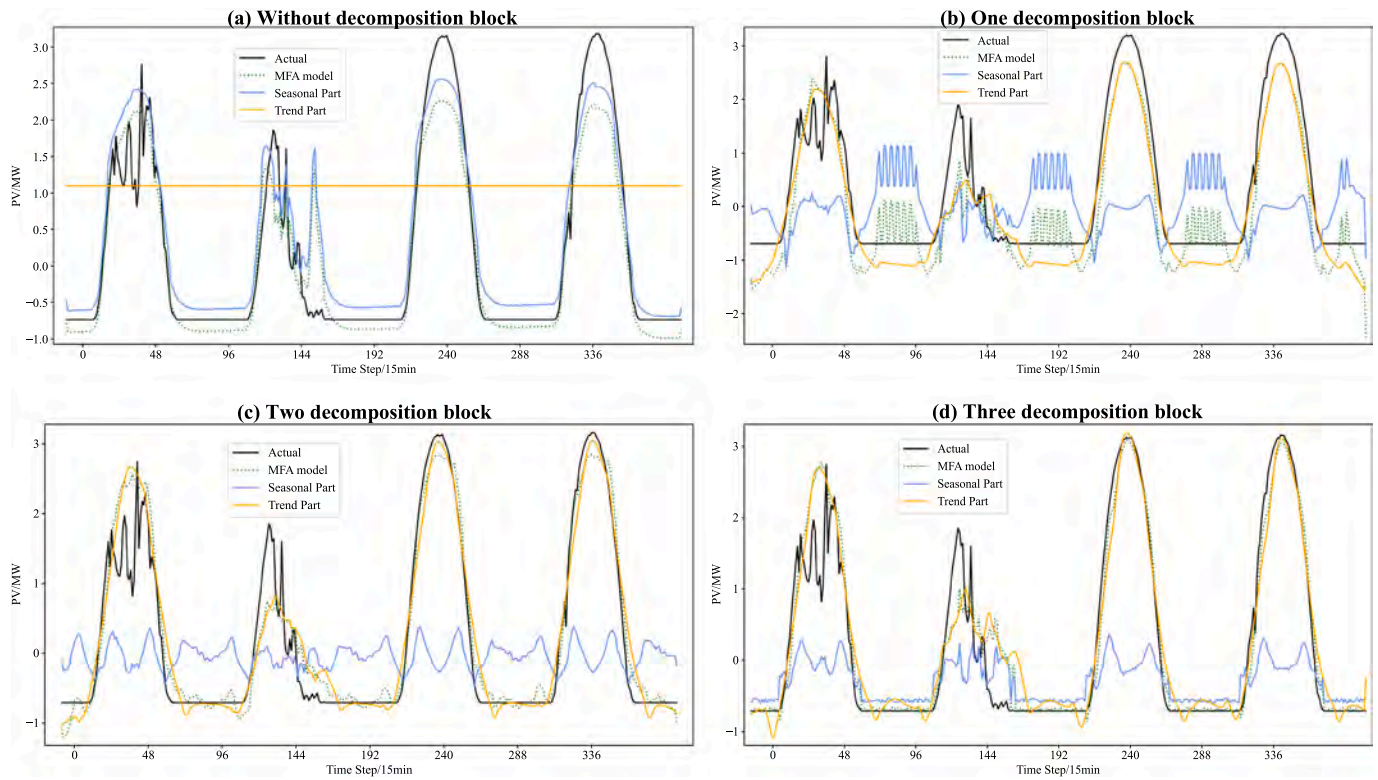 (a) Without decomposition block
3.0
2.5
2.0
1.5
1.0
0.5
0.0
−0.5
−1.0
PV/MW
Actual
MFA model
Seasonal Part
Trend Part
0 48 96 144 192 240 288 336
Time Step/15min
(b) One decomposition block
3
2
1
0
−1
−2
PV/MW
Actual
MFA model
Seasonal Part
Trend Part
0 48 96 144 192 240 288 336
Time Step/15min
(c) Two decomposition block
3
2
1
0
−1
PV/MW
Actual
MFA model
Seasonal Part
Trend Part
0 48 96 144 192 240 288 336
Time Step/15min
(d) Three decomposition block
3
2
1
0
−1
PV/MW
Actual
MFA model
Seasonal Part
Trend Part
0 48 96 144 192 240 288 336
Time Step/15min